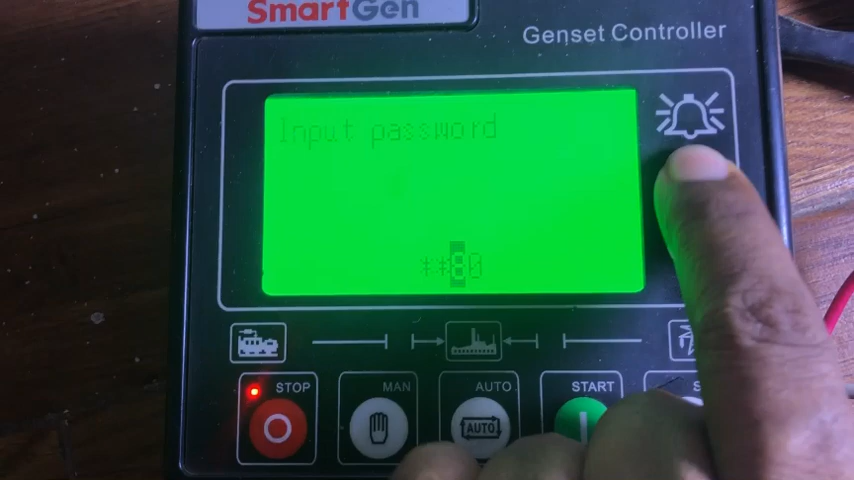 SmartGen
Genset Controller
Input password
**80
STOP
MAN
AUTO
START
AUTO